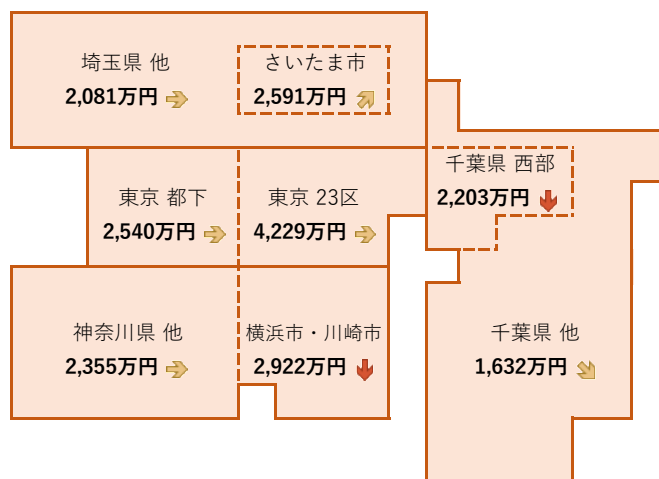 埼玉県 他
2,081万円
さいたま市
2,591万円
千葉県 西部
2,203万円
東京 都下
2,540万円
東京 23区
4,229万円
神奈川県 他
2,355万円
横浜市・川崎市
2,922万円
千葉県 他
1,632万円